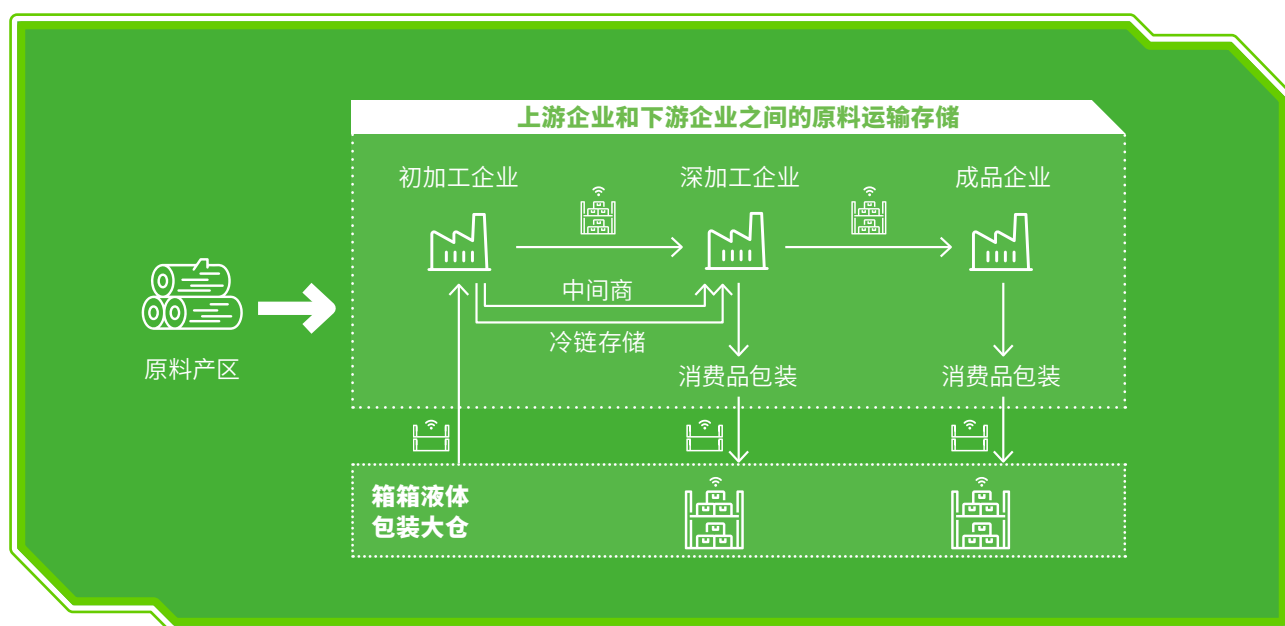 上游企业和下游企业之间的原料运输存储
初加工企业
深加工企业
成品企业
中间商
冷链存储
原料产区
消费品包装
消费品包装
箱箱液体
包装大仓